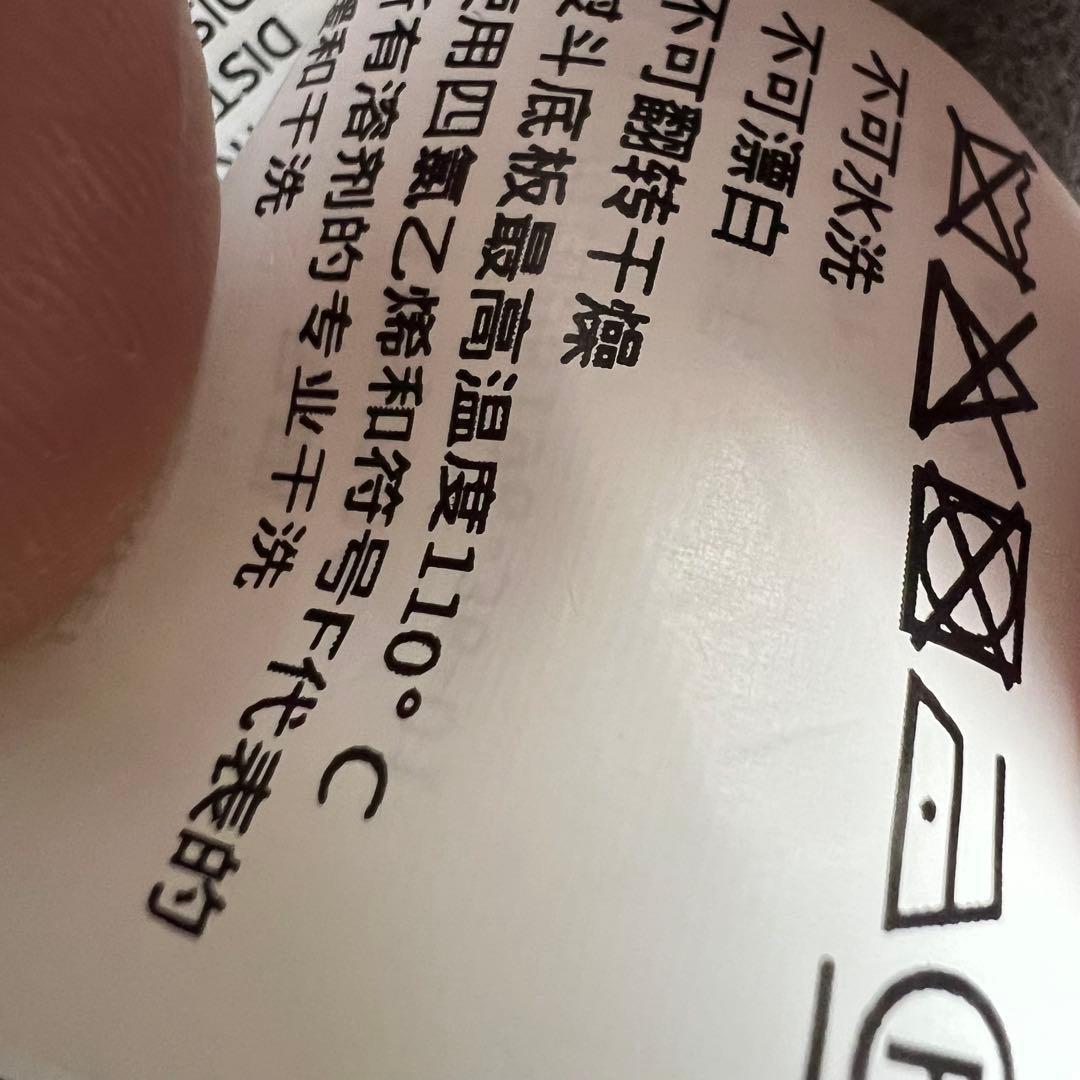 不可水洗
不可漂白
不可翻转干燥
熨斗底板最高温度110°C
使用四氯乙烯和符号F代表的
所有溶剂的专业干洗
和干洗
DIST